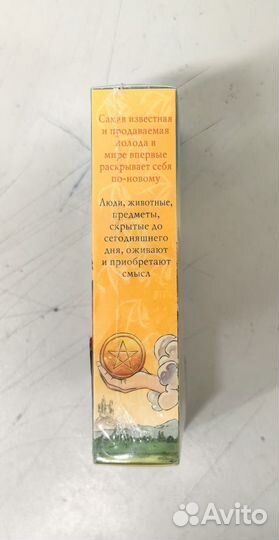 Самая известная
и продаваемая
колода в
мире впервые
раскрывает себя
по-новому
Люди, животные,
предметы,
скрытые до
сегодняшнего
дня, оживают
и приобретают
смысл
Avito